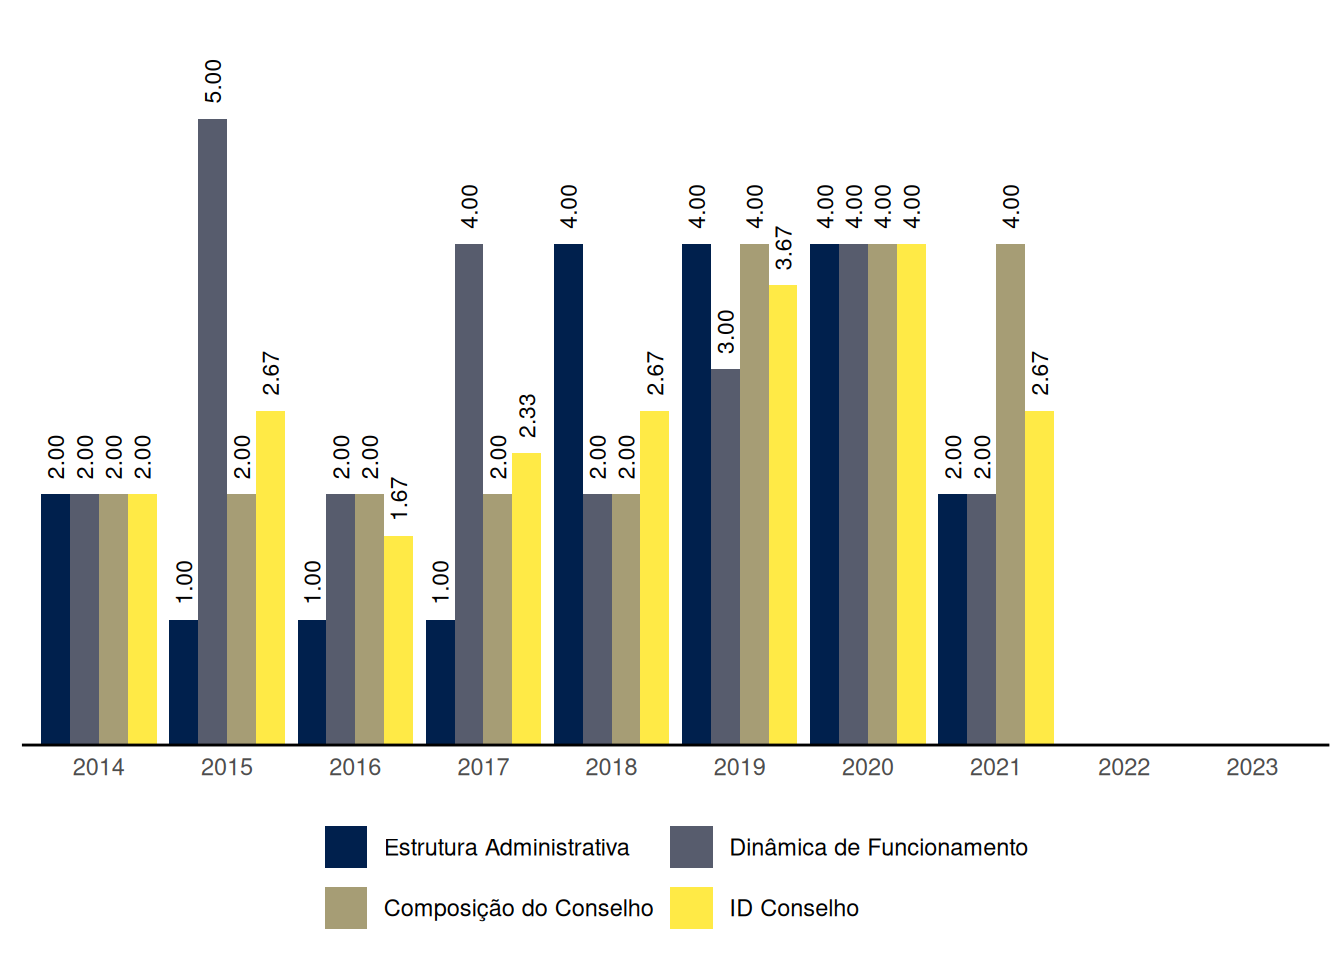 5.00
4.00 4.00 4.00 4.00 4.00 4.00 4.00 4.00 4.00
3.67
3.00
2.67 2.67 2.67
2.33
2.00 2.00 2.00 2.00 2.00 2.00 2.00 2.00 2.00 2.00 2.00 2.00
1.67
1.00 1.00 1.00
2014 2015 2016 2017 2018 2019 2020 2021 2022 2023
Estrutura Administrativa Dinâmica de Funcionamento
Composição do Conselho ID Conselho